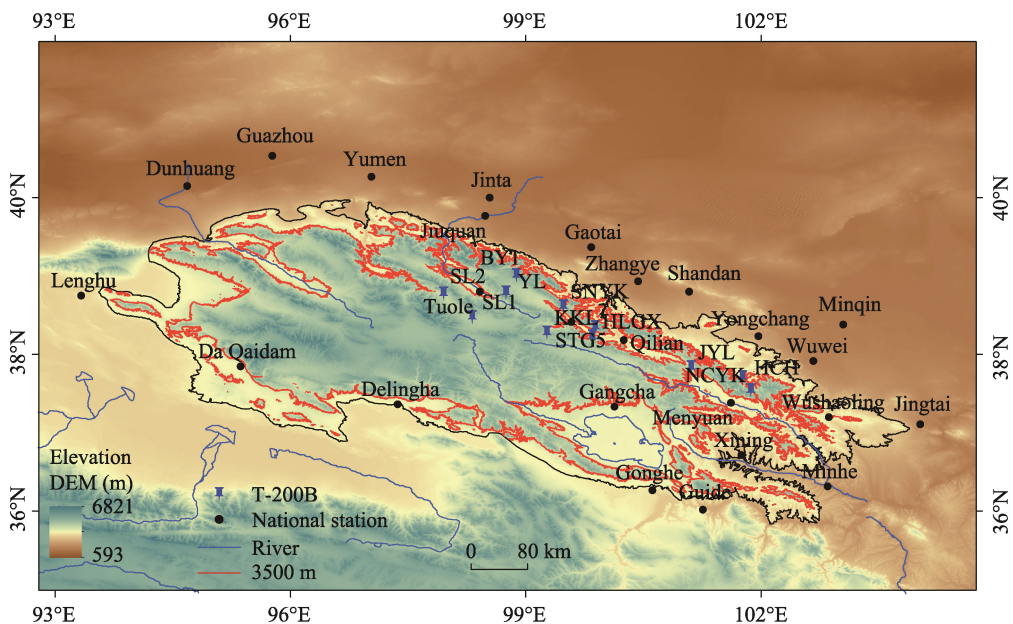 93°E 96°E 99°E 102°E
Guazhou
Dunhuang
Yumen
Jinta
40°N
40°N
Jiuquan
Gaotai
BYT
Zhangye
Shandan
SL2
YL
Lenghu
SNYK
Tuole
SL1
Minqin
KKL
HLGX
Yongchang
STG5
Qilian
Wuwei
38°N
38°N
Da Qaidam
JYL
HCH
NCYK
Delingha
Gangcha
Wushaoling
Jingtai
Menyuan
Xining
Elevation
DEM (m)
6821
593
Gonghe
Minhe
Guide
36°N
36°N
T-200B
National station
River
3500 m
0 80 km
93°E 96°E 99°E 102°E